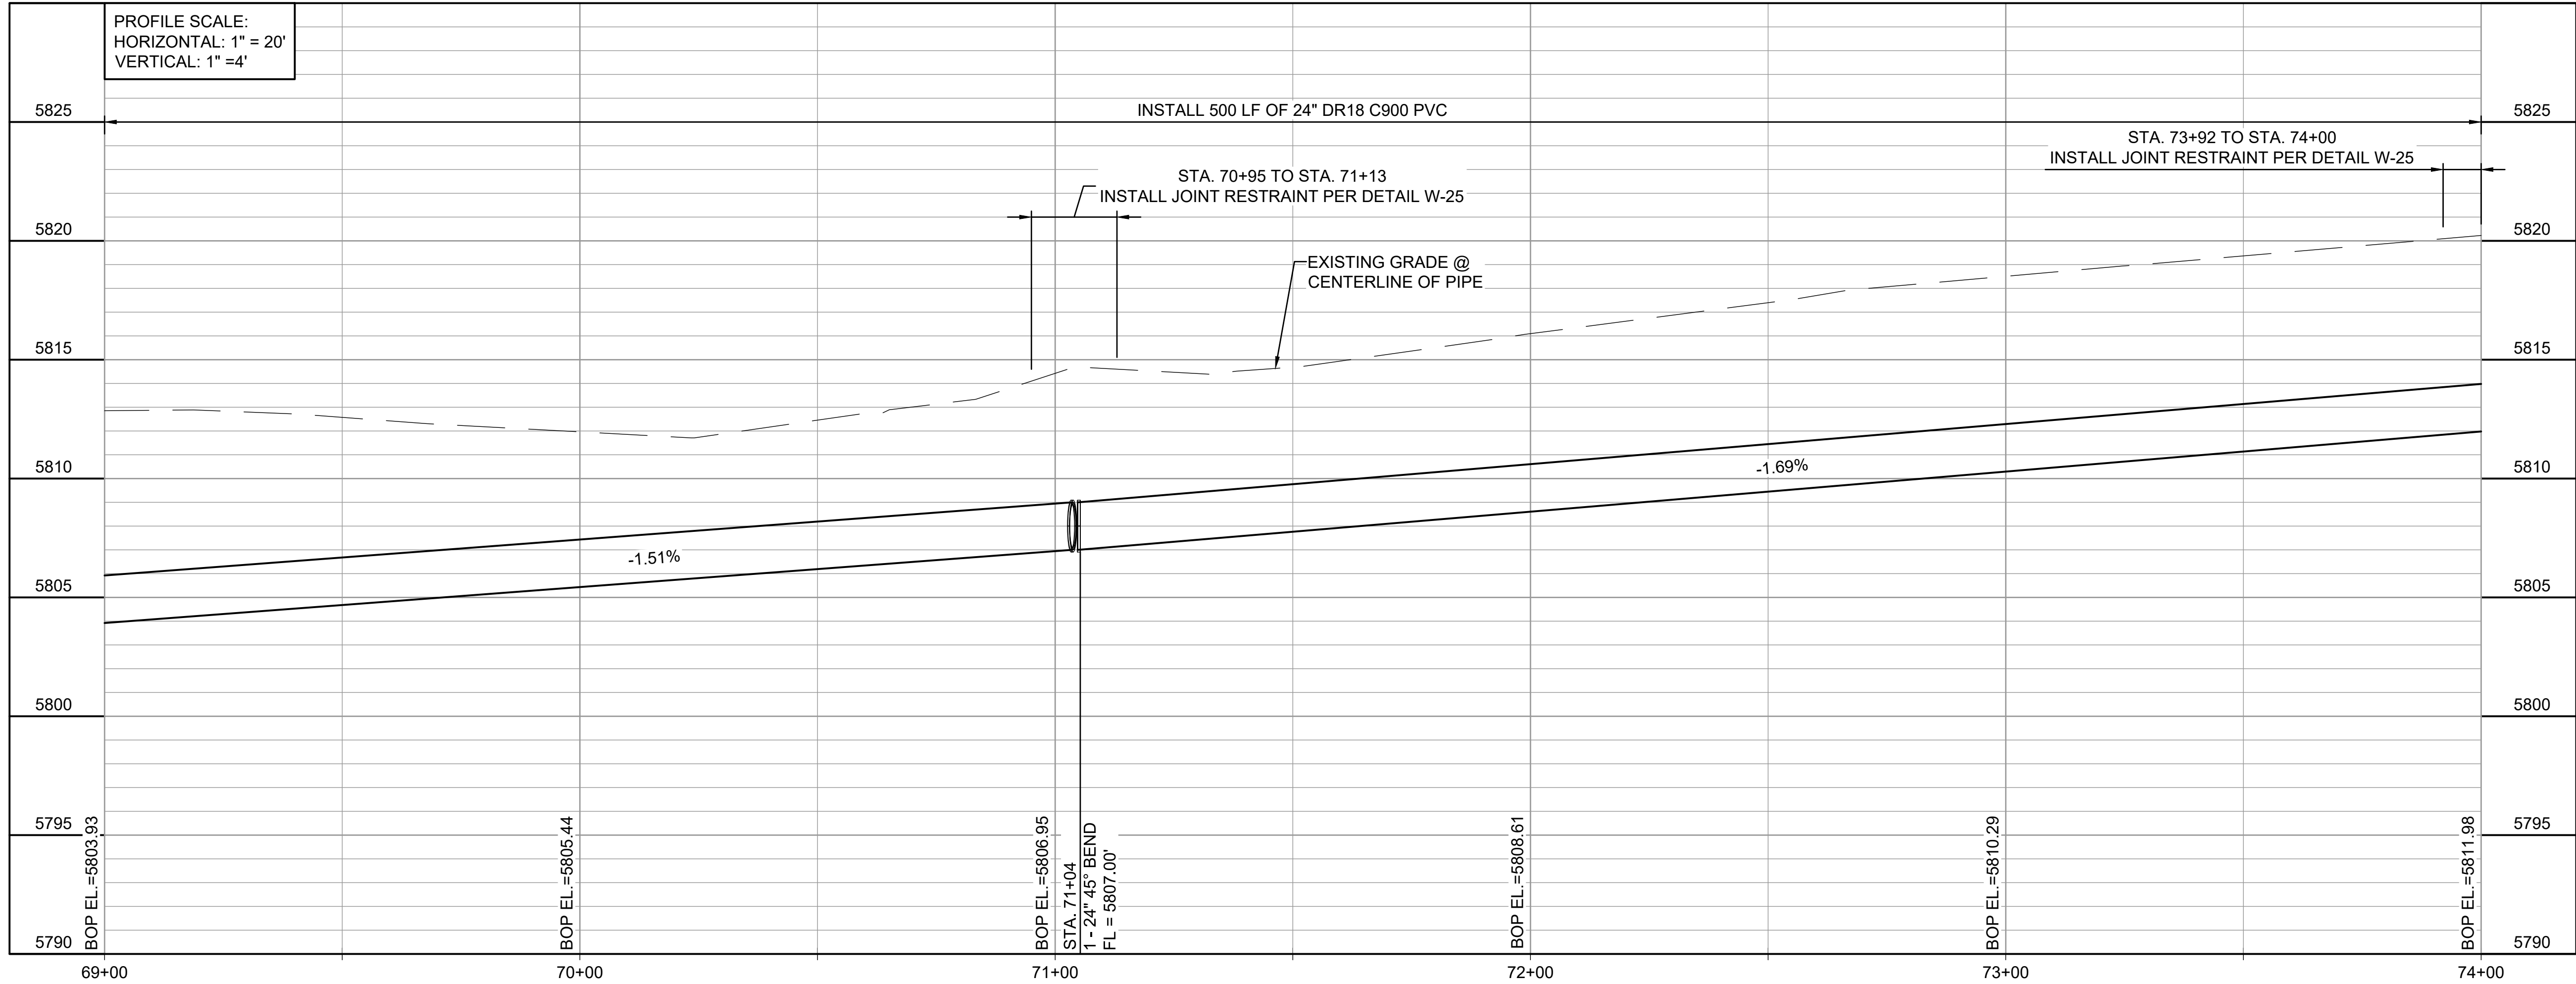 PROFILE SCALE:
HORIZONTAL: 1" = 20'
VERTICAL: 1" =4'
INSTALL 500 LF OF 24" DR18 C900 PVC
5825
5825
STA. 73+92 TO STA. 74+00
INSTALL JOINT RESTRAINT PER DETAIL W-25
STA. 70+95 TO STA. 71+13
INSTALL JOINT RESTRAINT PER DETAIL W-25
5820
5820
EXISTING GRADE @
CENTERLINE OF PIPE
5815
5815
5810
5810
-1.69%
-1.51%
5805
5805
5800
5800
5795
5795
BOP EL.=5803.93
BOP EL.=5805.44
BOP EL.=5806.95
STA. 71+04
1 - 24" 45° BEND
FL = 5807.00'
BOP EL.=5808.61
BOP EL.=5810.29
BOP EL.=5811.98
5790
5790
69+00
70+00
71+00
72+00
73+00
74+00